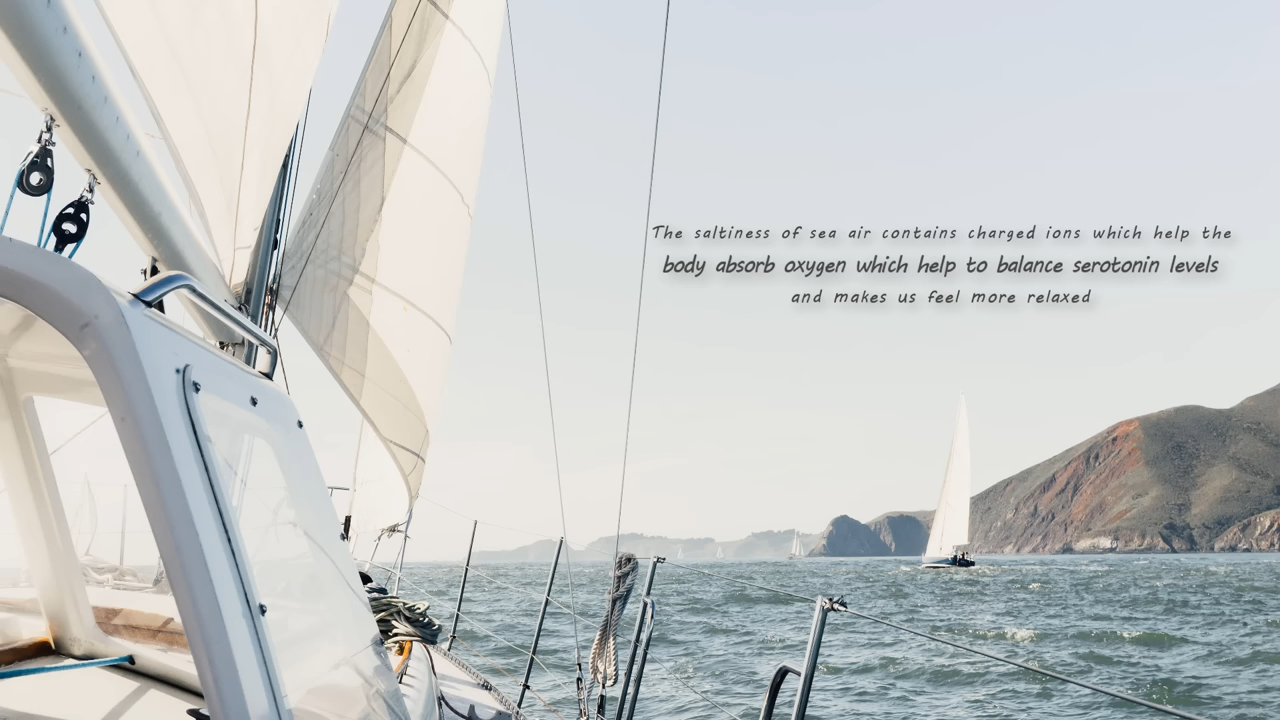 The saltiness of sea air contains charged ions which help the
body absorb oxygen which help to balance serotonin levels
and makes us feel more relaxed